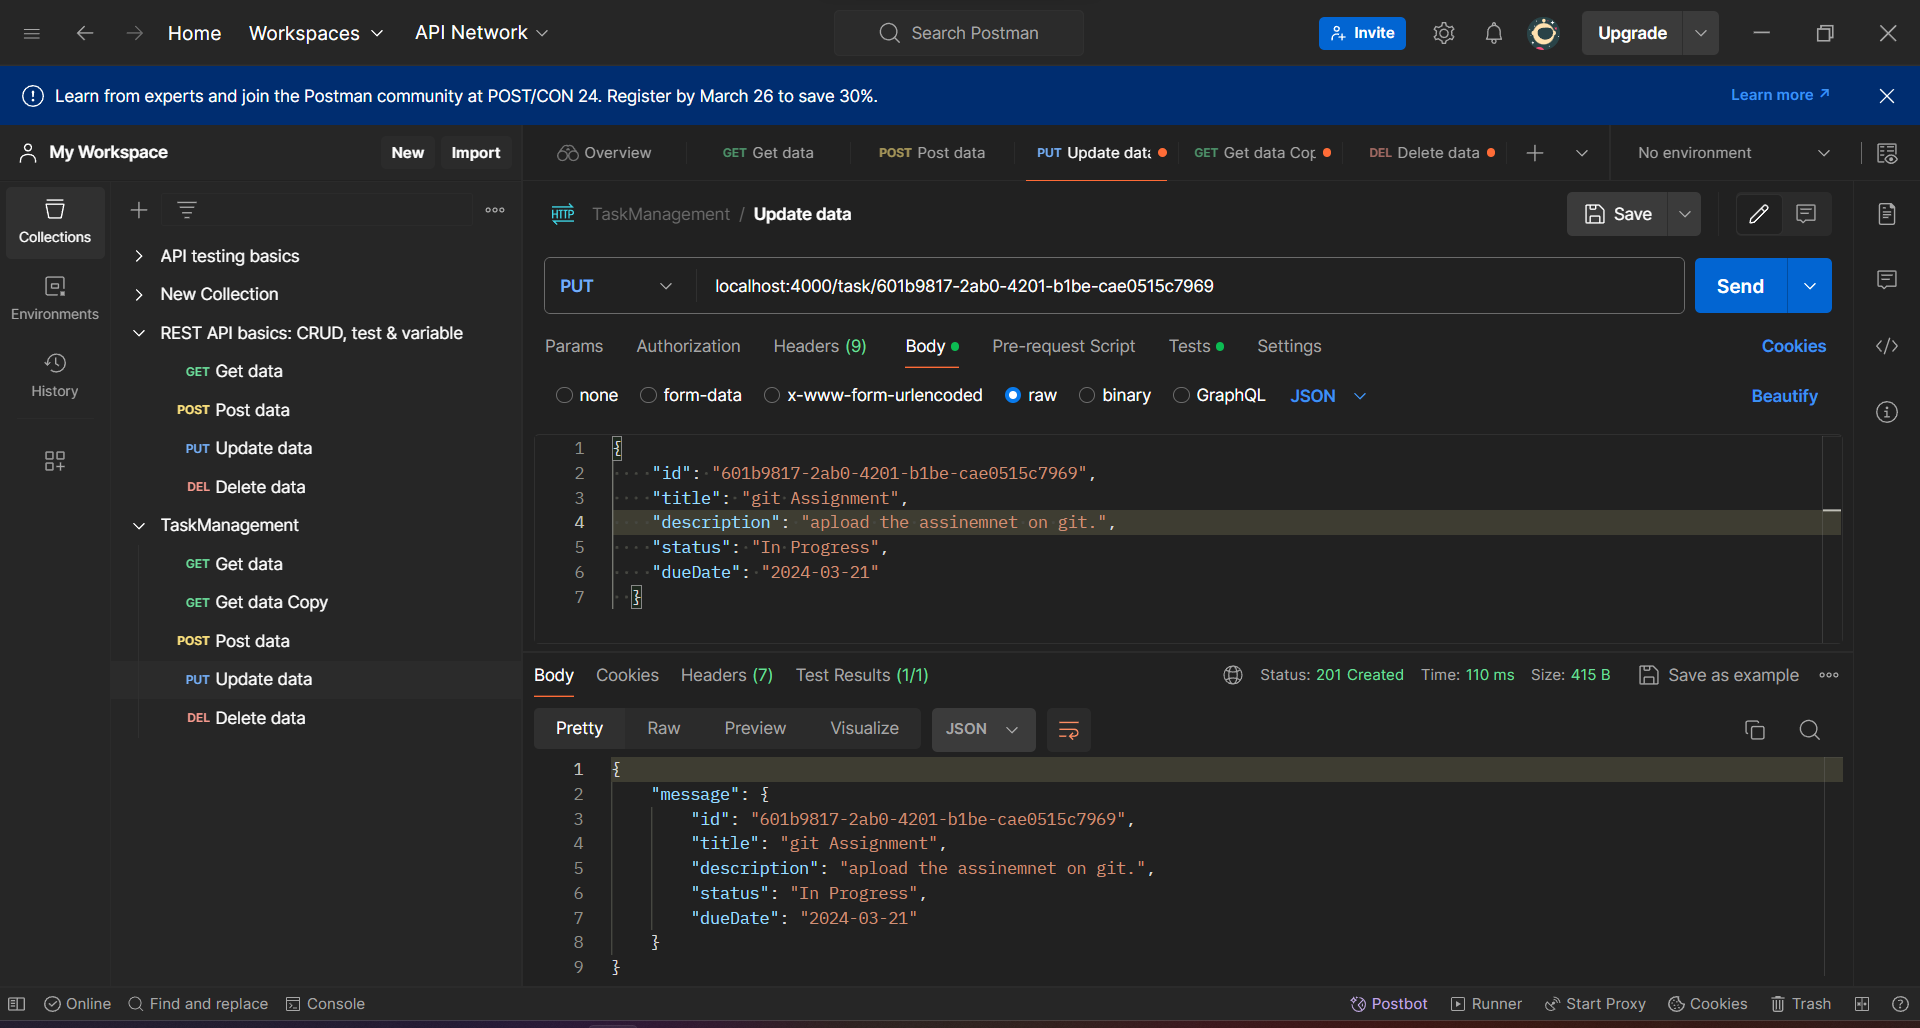 Home Workspaces API Network Search Postman Invite Upgrade
Learn from experts and join the Postman community at POST/CON 24. Register by March 26 to save 30%. Learn more ↗
My Workspace New Import Overview GET Get data POST Post data PUT Update data GET Get data Cop DEL Delete data No environment
Collections
Environments
History
API testing basics
New Collection
REST API basics: CRUD, test & variable
GET Get data
POST Post data
PUT Update data
DEL Delete data
TaskManagement
GET Get data
GET Get data Copy
POST Post data
PUT Update data
DEL Delete data
HTTP TaskManagement / Update data Save
PUT localhost:4000/task/601b9817-2ab0-4201-b1be-cae0515c7969 Send
Params Authorization Headers (9) Body Pre-request Script Tests Settings Cookies
none form-data x-www-form-urlencoded raw binary GraphQL JSON Beautify
1 {
2 "id": "601b9817-2ab0-4201-b1be-cae0515c7969",
3 "title": "git Assignment",
4 "description": "apload the assinemnet on git.",
5 "status": "In Progress",
6 "dueDate": "2024-03-21"
7 }
Body Cookies Headers (7) Test Results (1/1) Status: 201 Created Time: 110 ms Size: 415 B Save as example
Pretty Raw Preview Visualize JSON
1 {
2 "message": {
3 "id": "601b9817-2ab0-4201-b1be-cae0515c7969",
4 "title": "git Assignment",
5 "description": "apload the assinemnet on git.",
6 "status": "In Progress",
7 "dueDate": "2024-03-21"
8 }
9 }
Online Find and replace Console Postbot Runner Start Proxy Cookies Trash